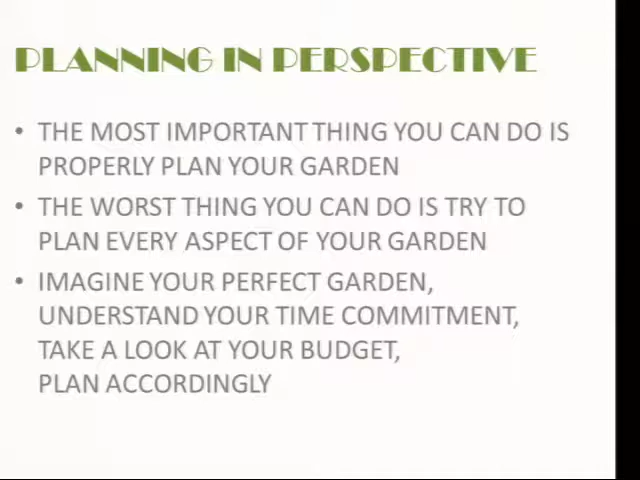 PLANNING IN PERSPECTIVE
• THE MOST IMPORTANT THING YOU CAN DO IS
PROPERLY PLAN YOUR GARDEN
• THE WORST THING YOU CAN DO IS TRY TO
PLAN EVERY ASPECT OF YOUR GARDEN
• IMAGINE YOUR PERFECT GARDEN,
UNDERSTAND YOUR TIME COMMITMENT,
TAKE A LOOK AT YOUR BUDGET,
PLAN ACCORDINGLY